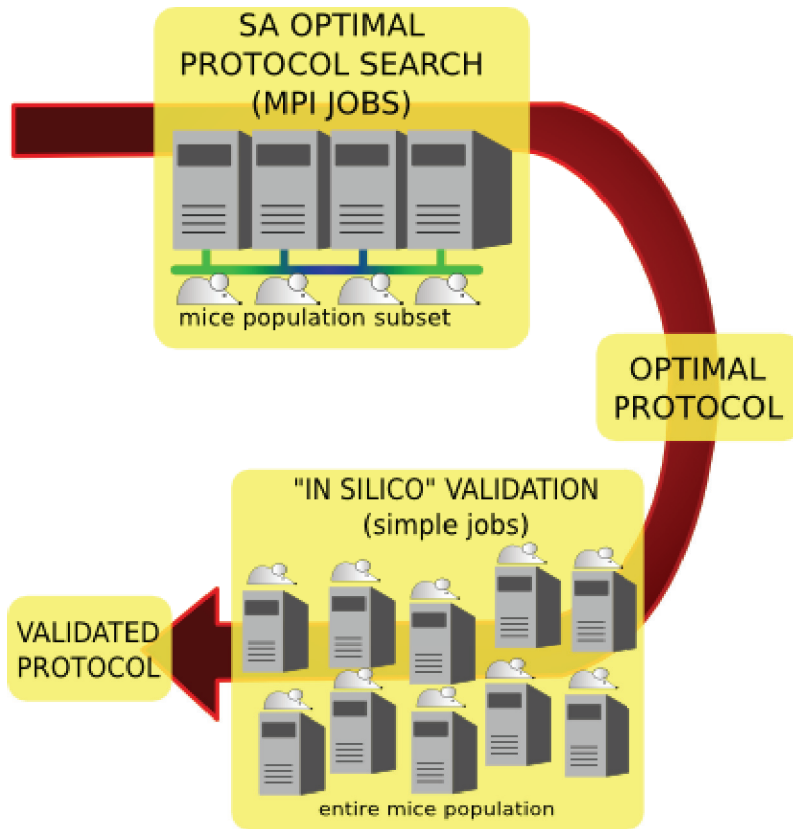 SA OPTIMAL
PROTOCOL SEARCH
(MPI JOBS)
mice population subset
OPTIMAL
PROTOCOL
"IN SILICO" VALIDATION
(simple jobs)
entire mice population
VALIDATED
PROTOCOL